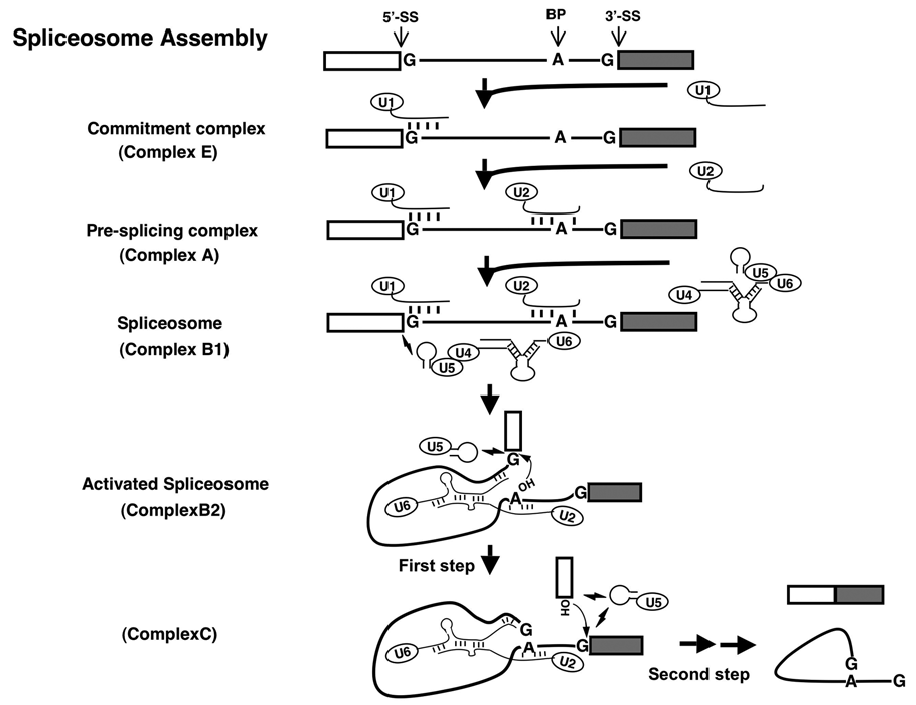 Spliceosome Assembly
5'-SS BP 3'-SS
G A G
U1
U1
Commitment complex
(Complex E)
G A G
U2
U1 U2
Pre-splicing complex
(Complex A)
G A G
U5
U6
U4
U1 U2
Spliceosome
(Complex B1)
G A G
U6
U4
U5
U5
G
OH
Activated Spliceosome
(ComplexB2)
A G
U6
U2
First step
OH
U5
(ComplexC)
G
A G
U6
U2
Second step
G
A G